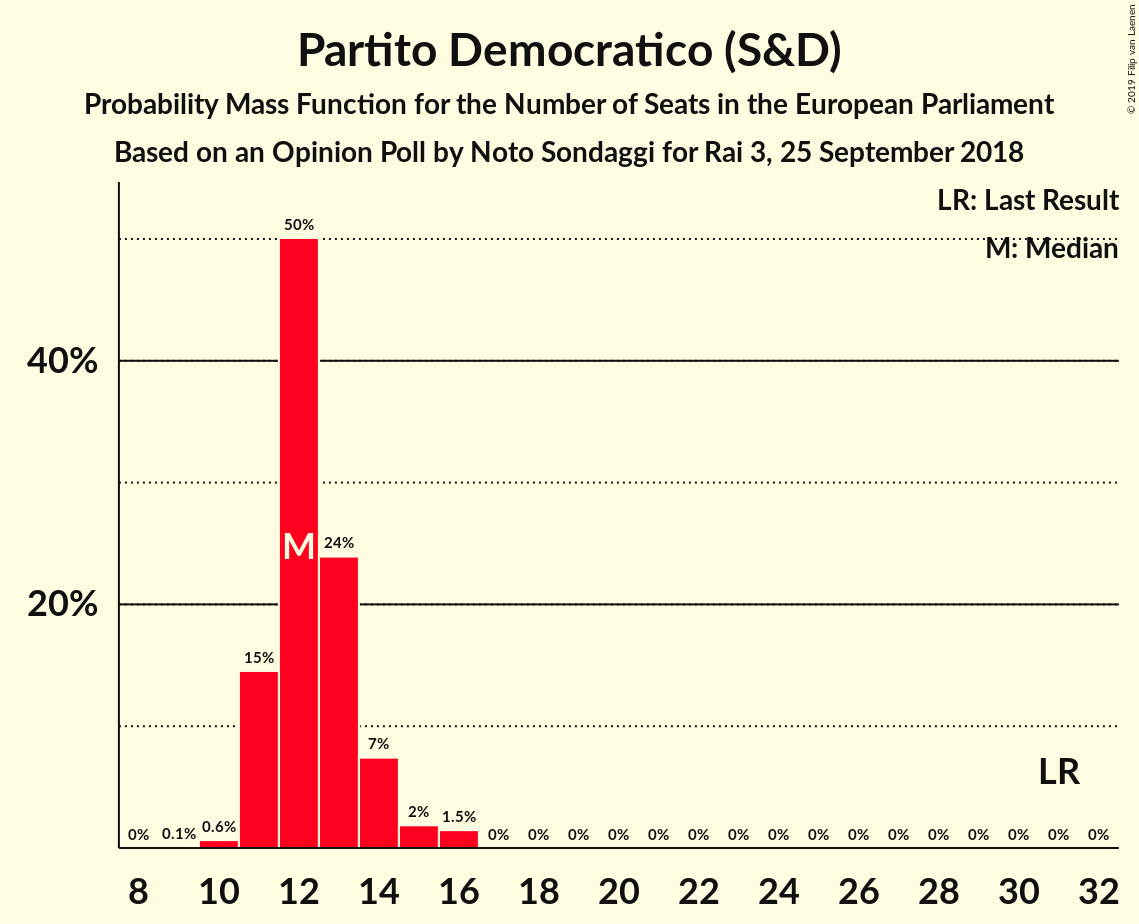 Partito Democratico (S&D)
Probability Mass Function for the Number of Seats in the European Parliament
Based on an Opinion Poll by Noto Sondaggi for Rai 3, 25 September 2018
© 2019 Filip van Laenen
LR: Last Result
M: Median
40%
20%
0% 0.1% 0.6% 15% 50% 24% 7% 2% 1.5% 0% 0% 0% 0% 0% 0% 0% 0% 0% 0% 0% 0% 0% 0% 0% 0%
M
LR
8 10 12 14 16 18 20 22 24 26 28 30 32